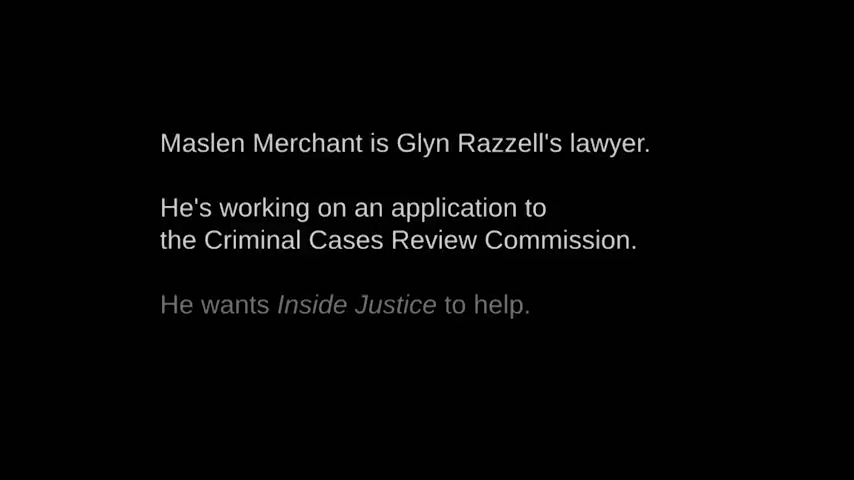 Maslen Merchant is Glyn Razzell's lawyer.
He's working on an application to
the Criminal Cases Review Commission.
He wants Inside Justice to help.